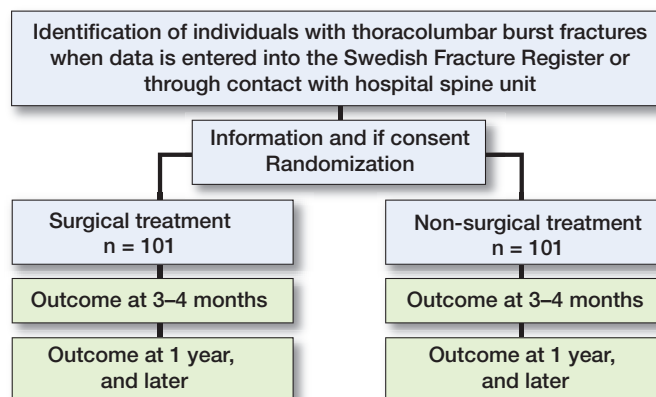 Identification of individuals with thoracolumbar burst fractures
when data is entered into the Swedish Fracture Register or
through contact with hospital spine unit
Information and if consent
Randomization
Surgical treatment
n = 101
Non-surgical treatment
n = 101
Outcome at 3–4 months
Outcome at 3–4 months
Outcome at 1 year,
and later
Outcome at 1 year,
and later